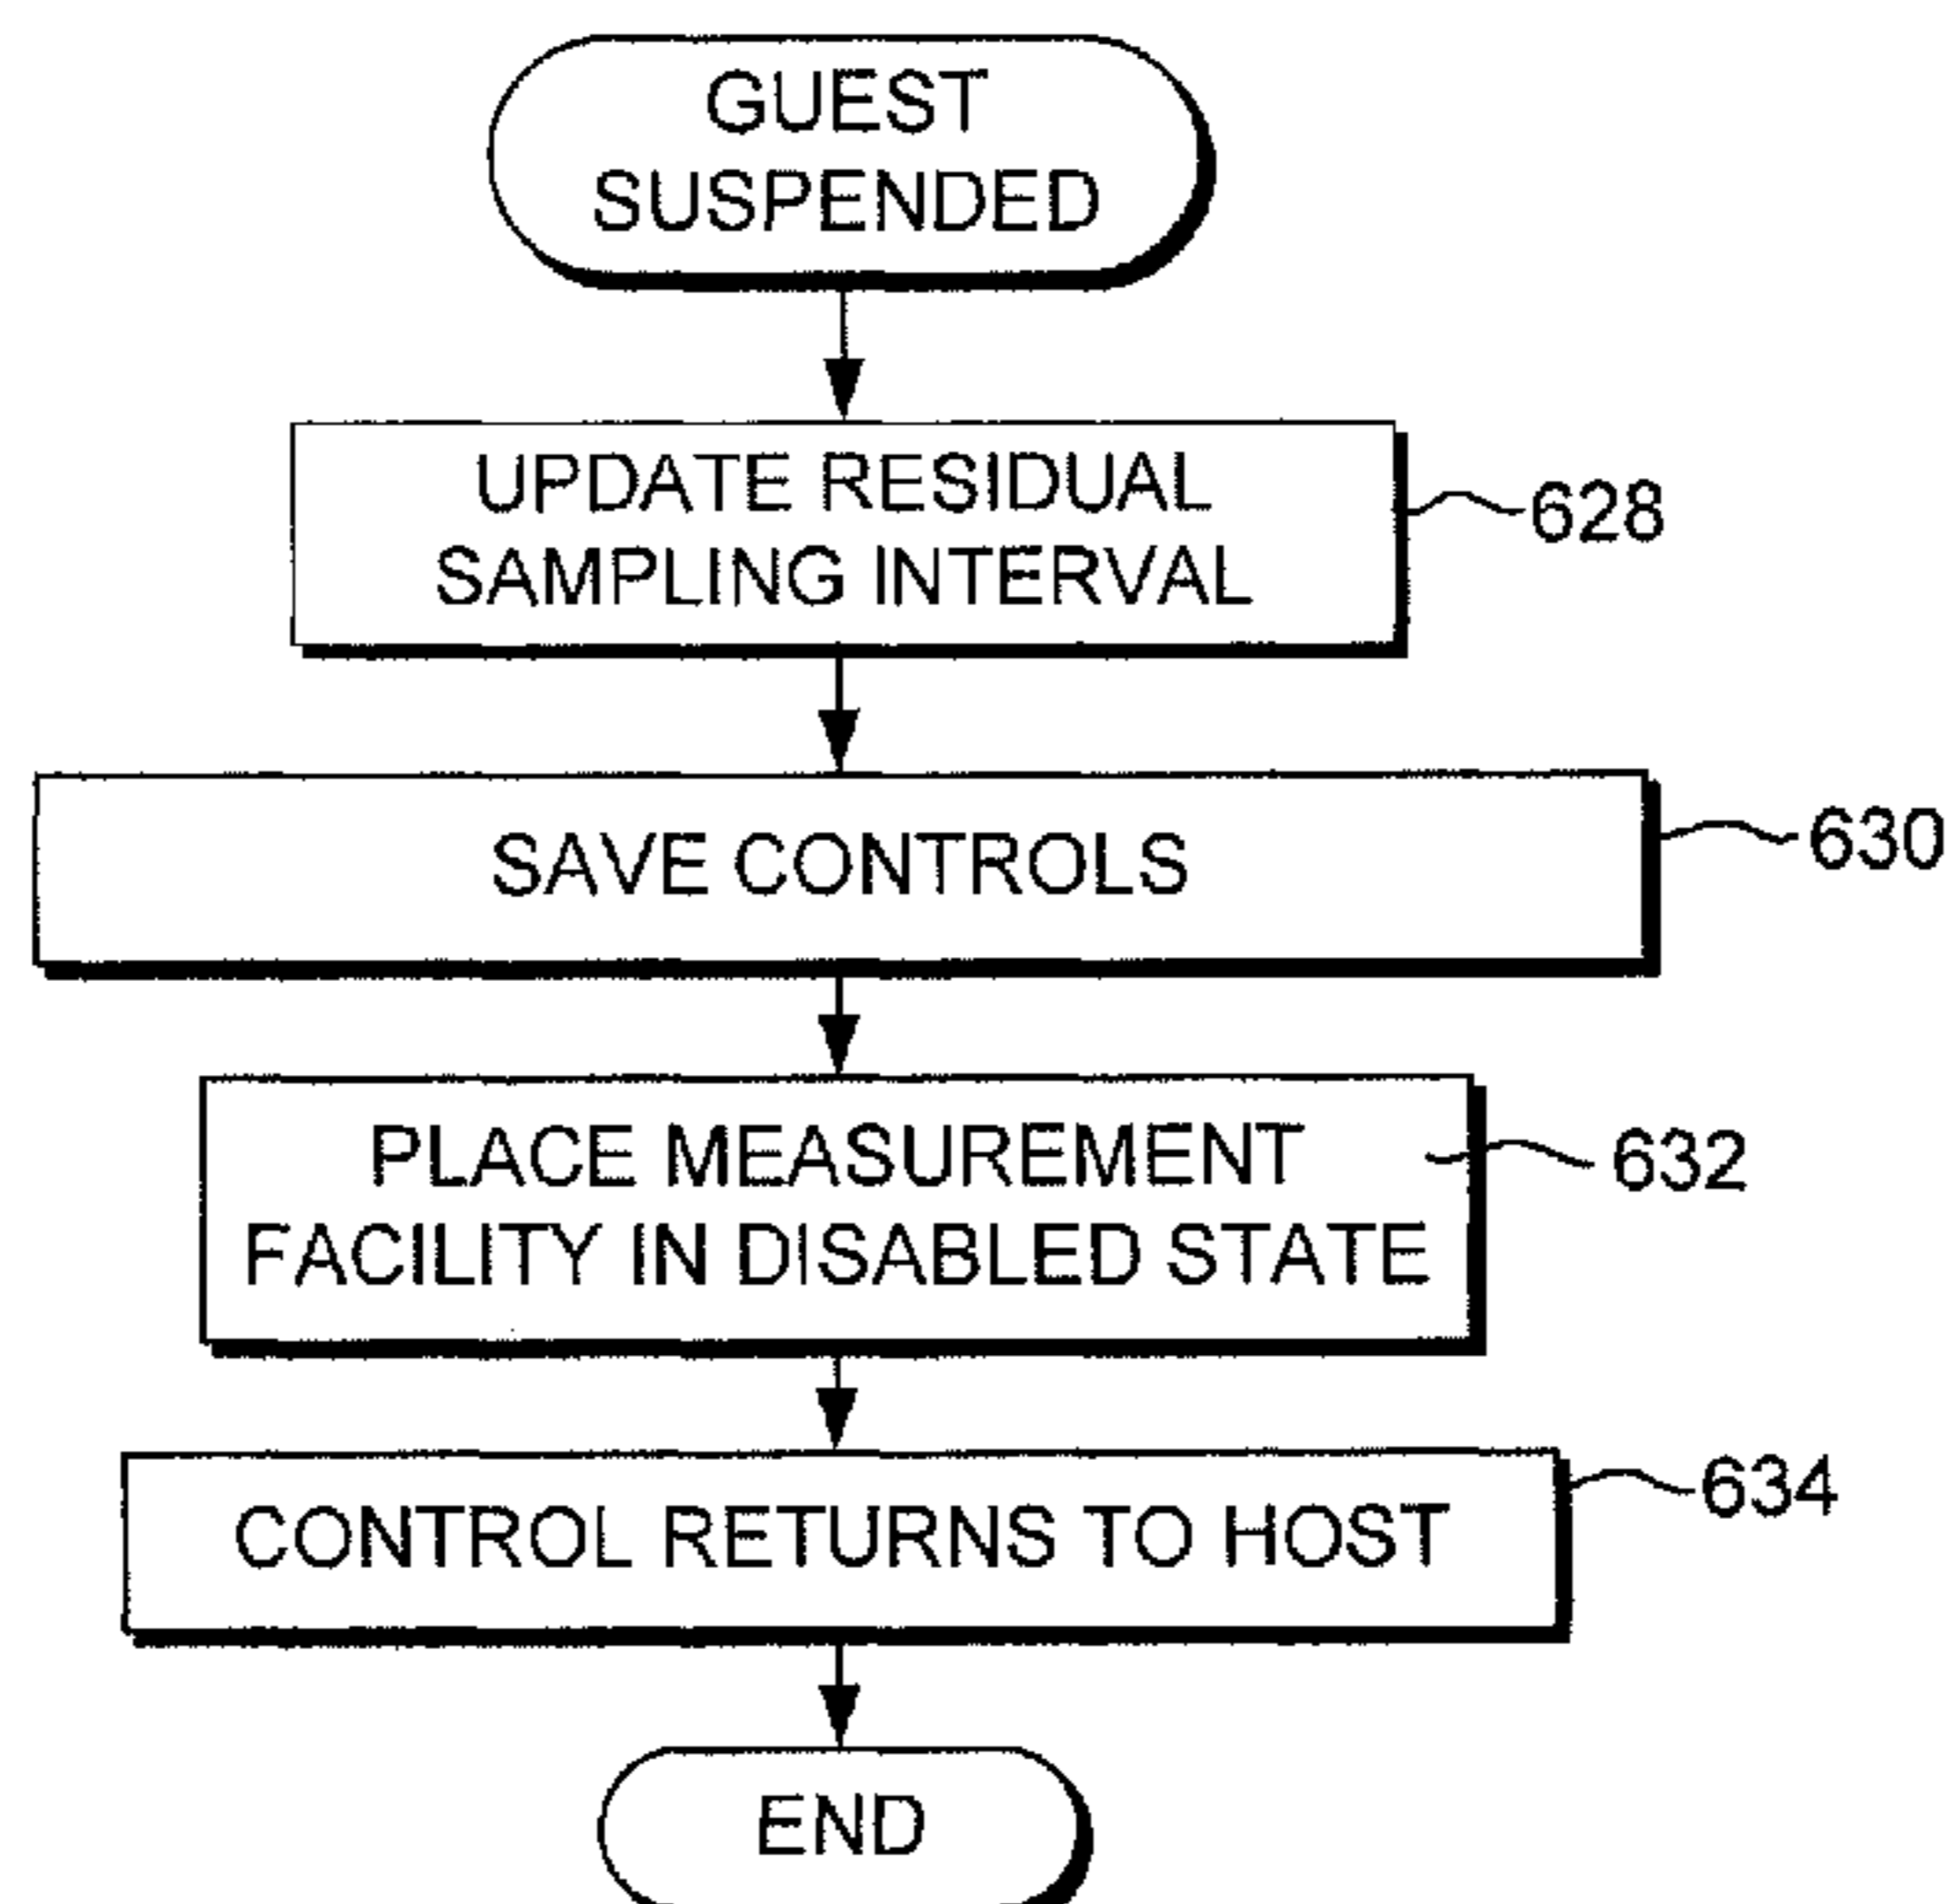 GUEST
SUSPENDED
UPDATE RESIDUAL
SAMPLING INTERVAL
628
SAVE CONTROLS
630
PLACE MEASUREMENT
FACILITY IN DISABLED STATE
632
CONTROL RETURNS TO HOST
634
END